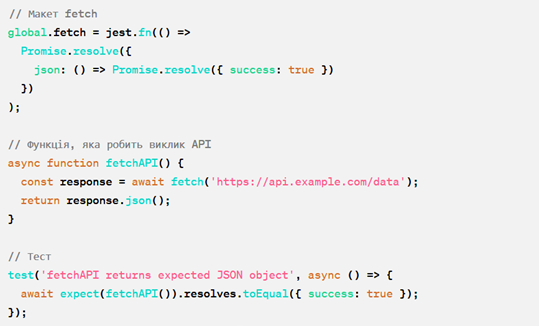 // Макет fetch
global.fetch = jest.fn(() =>
  Promise.resolve({
    json: () => Promise.resolve({ success: true })
  })
);

// Функція, яка робить виклик API
async function fetchAPI() {
  const response = await fetch('https://api.example.com/data');
  return response.json();
}

// Тест
test('fetchAPI returns expected JSON object', async () => {
  await expect(fetchAPI()).resolves.toEqual({ success: true });
});